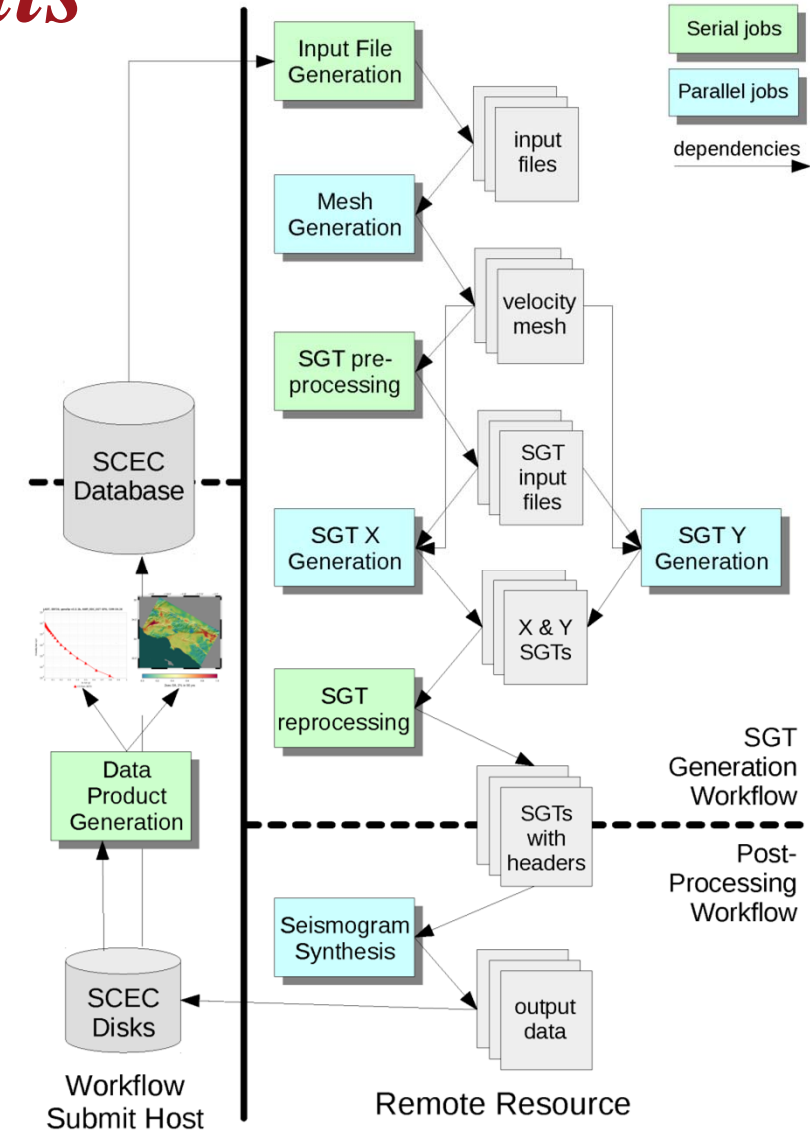 Input File
Generation
Serial jobs
Parallel jobs
dependencies
input
files
Mesh
Generation
velocity
mesh
SGT pre-
processing
SGT
input
files
SCEC
Database
SGT X
Generation
SGT Y
Generation
X & Y
SGTs
SGT
reprocessing
SGT
Generation
Workflow
Data
Product
Generation
SGTs
with
headers
Post-
Processing
Workflow
Seismogram
Synthesis
SCEC
Disks
output
data
Workflow
Submit Host
Remote Resource